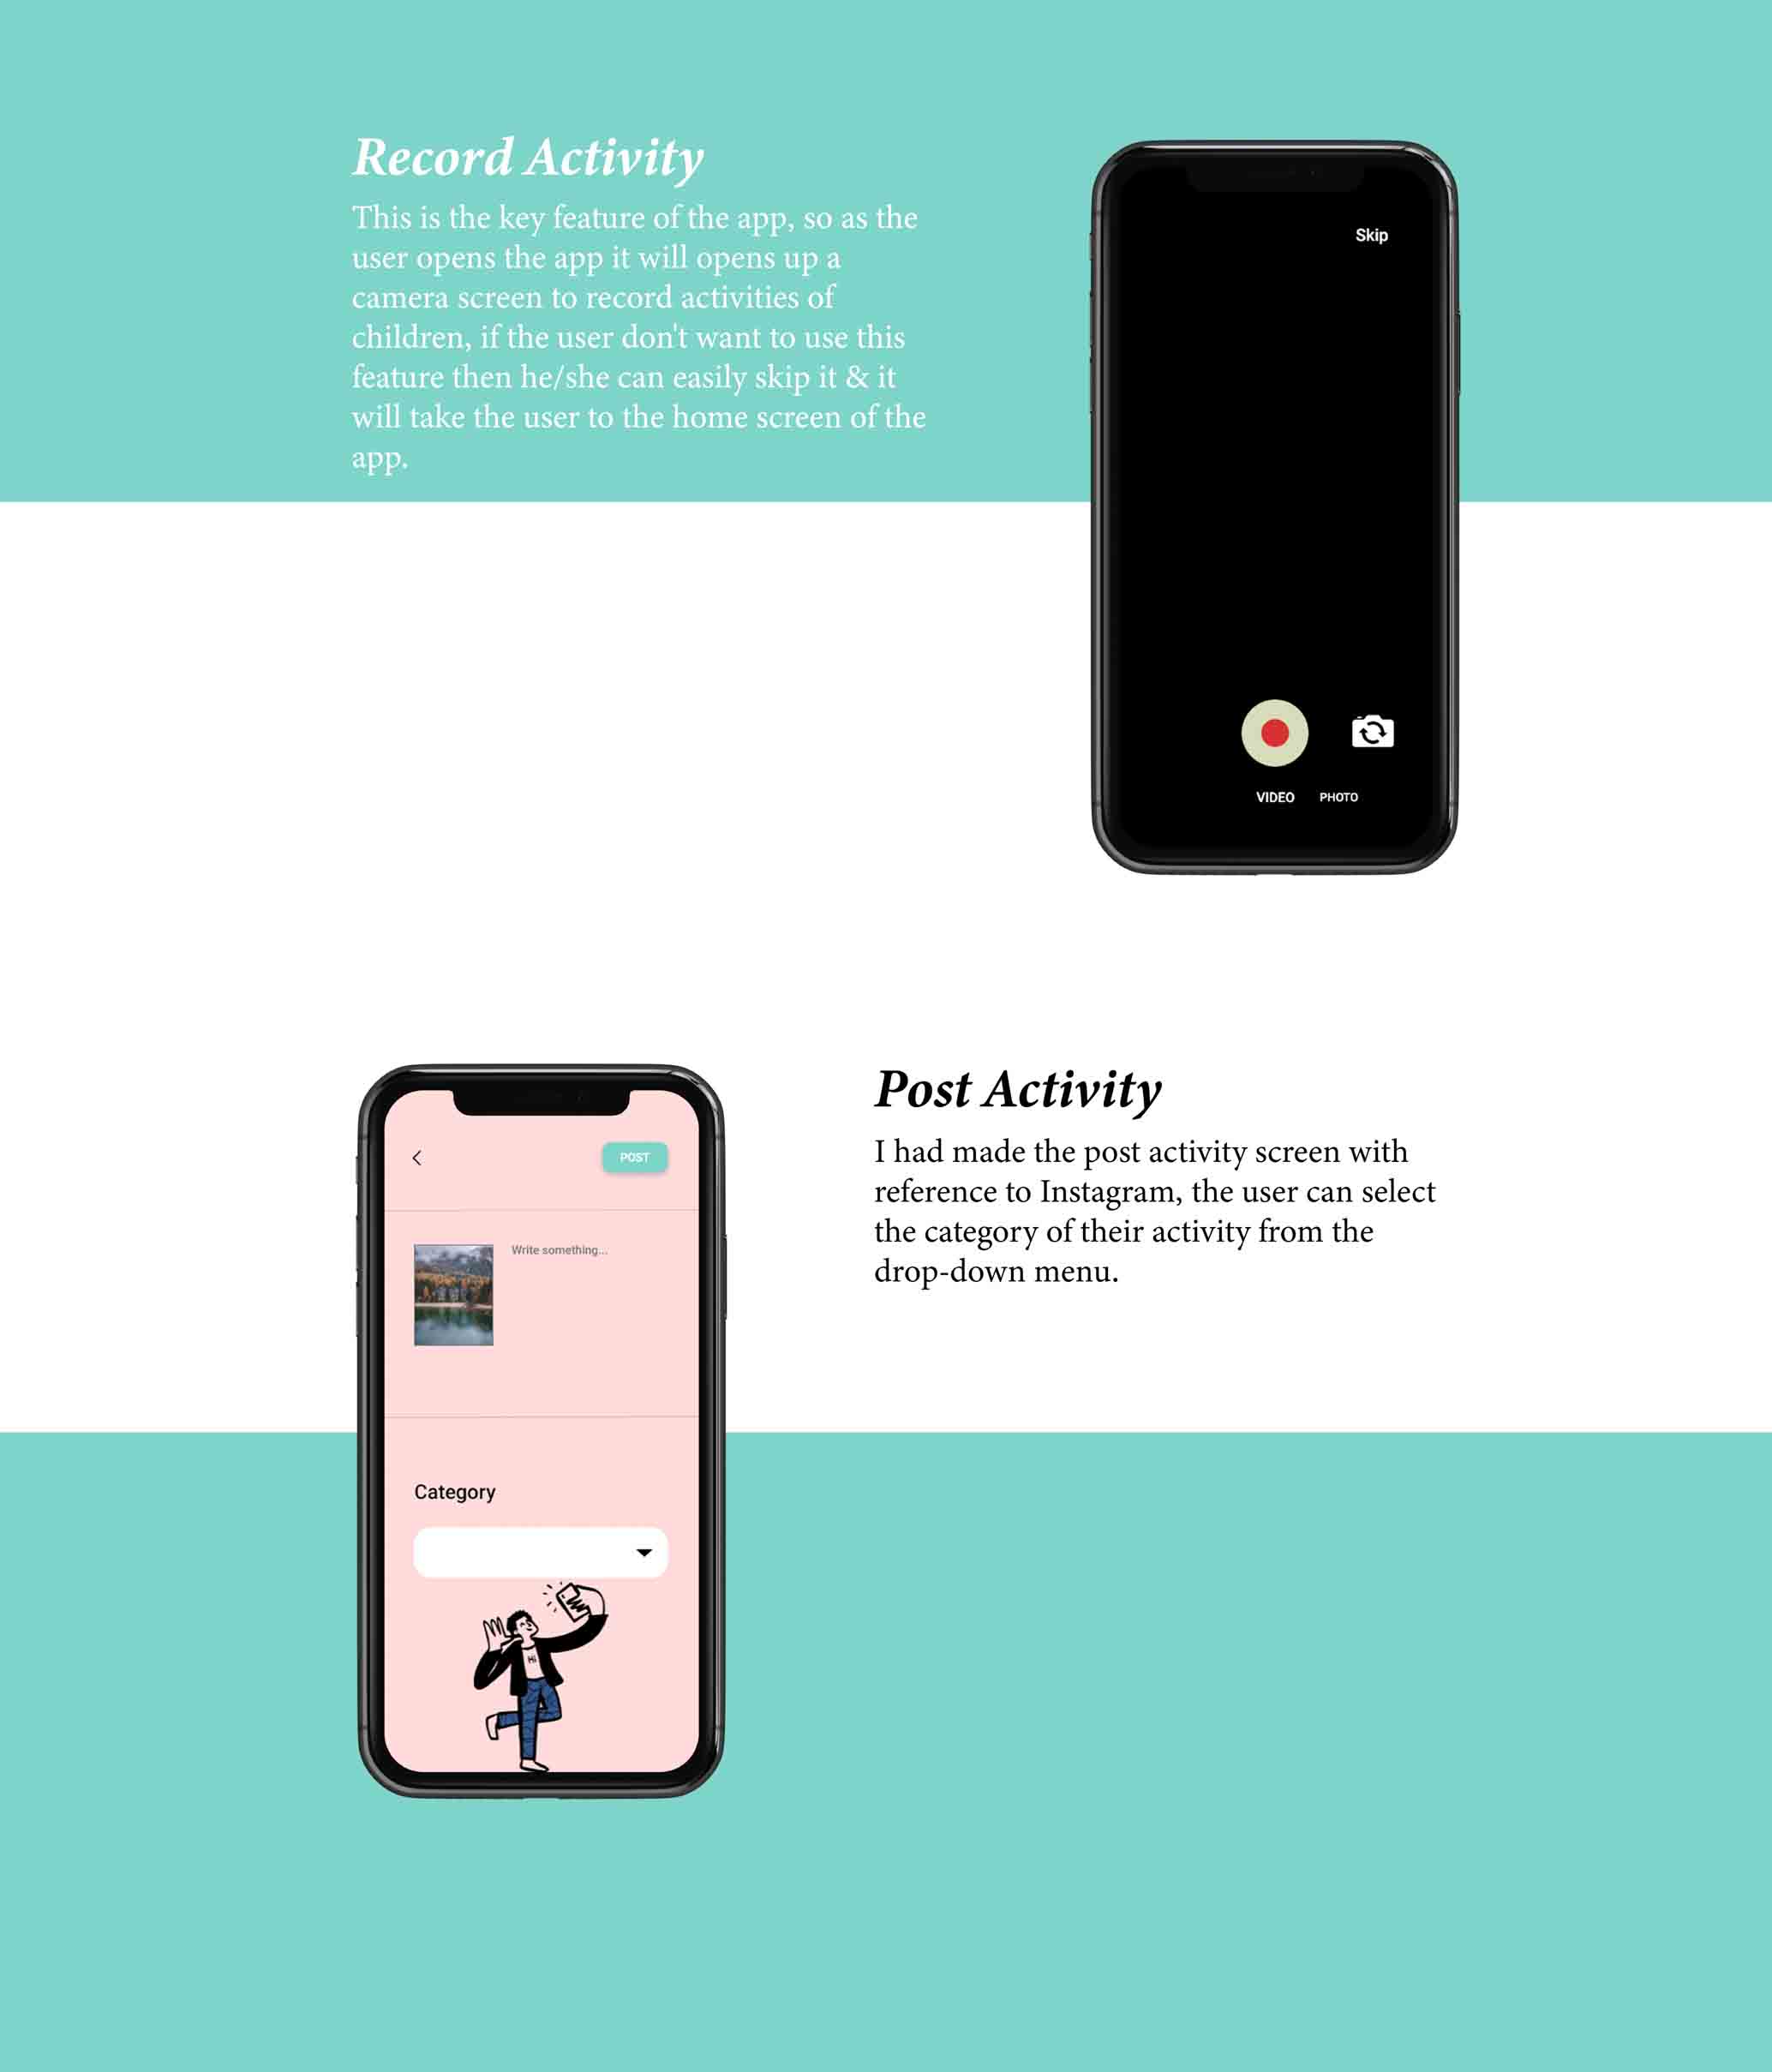 Record Activity
This is the key feature of the app, so as the
user opens the app it will opens up a
camera screen to record activities of
children, if the user don't want to use this
feature then he/she can easily skip it & it
will take the user to the home screen of the
app.
Skip
VIDEO PHOTO
Post Activity
I had made the post activity screen with
reference to Instagram, the user can select
the category of their activity from the
drop-down menu.
POST
Write something...
Category
Hi